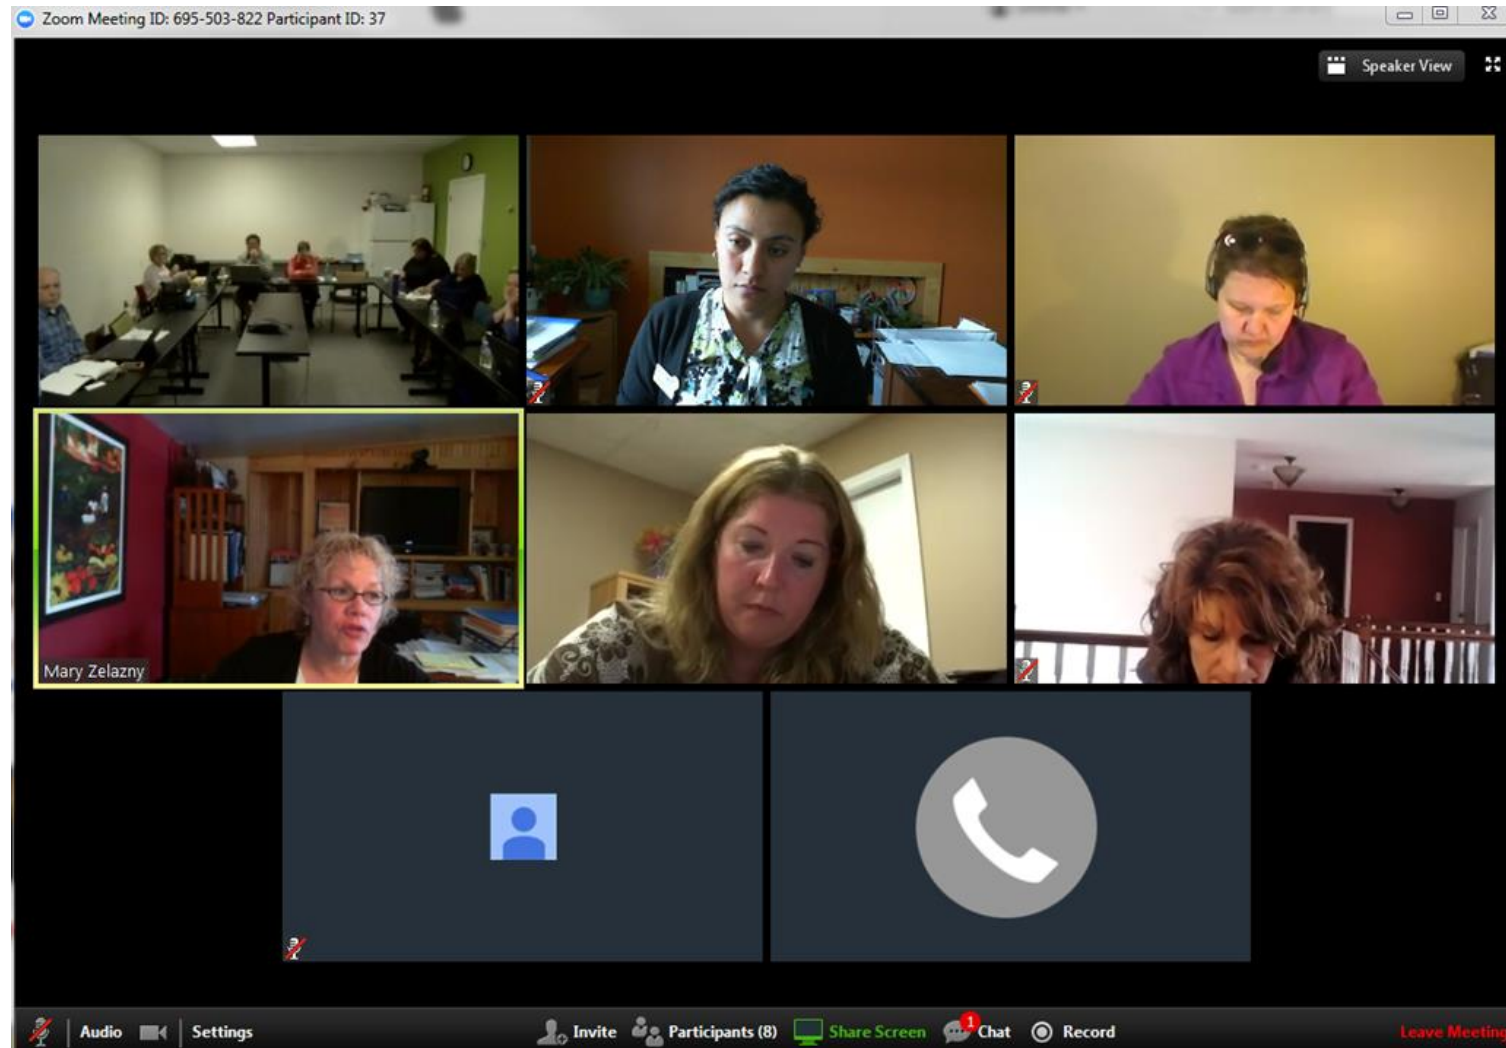 Zoom Meeting ID: 695-503-822 Participant ID: 37
Speaker View
Mary Zelazny
Audio
Settings
Invite
Participants (8)
Share Screen
1
Chat
Record
Leave Meeting